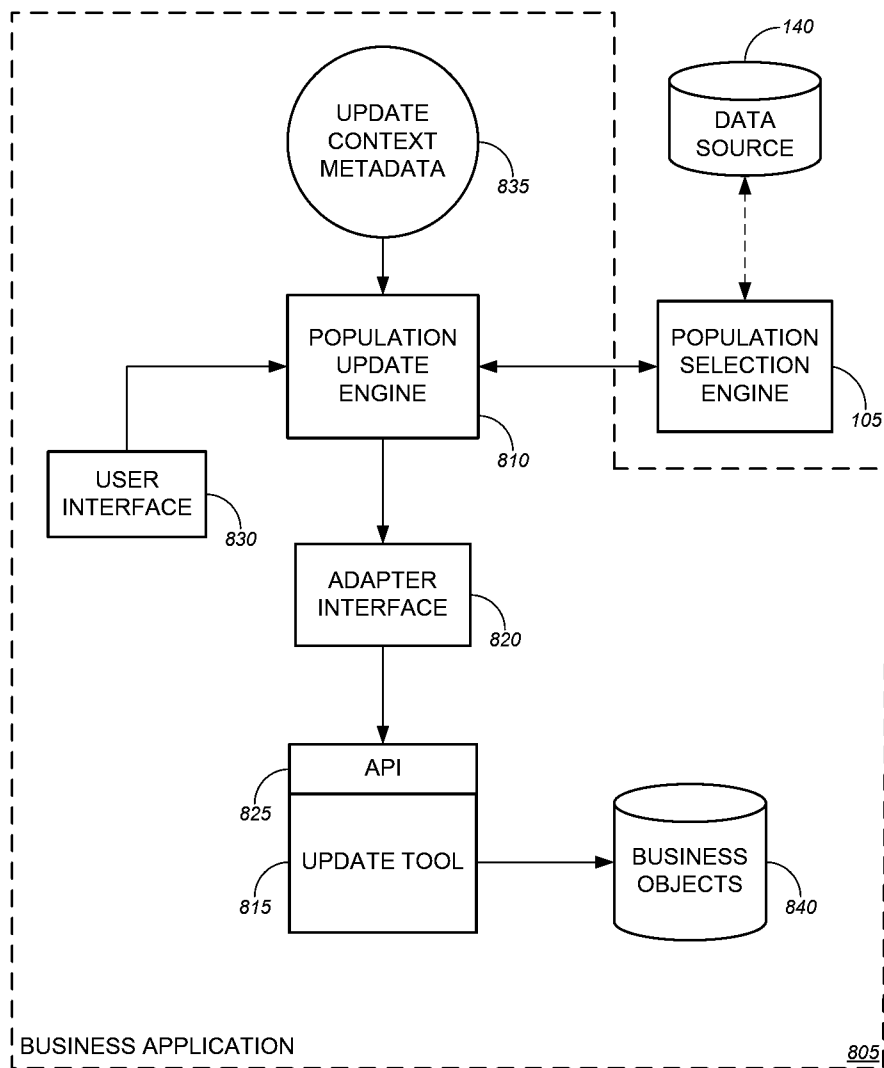 140
UPDATE
CONTEXT
METADATA
835
DATA
SOURCE
POPULATION
UPDATE
ENGINE
810
POPULATION
SELECTION
ENGINE
105
USER
INTERFACE
830
ADAPTER
INTERFACE
820
API
825
UPDATE TOOL
815
BUSINESS
OBJECTS
840
BUSINESS APPLICATION
805